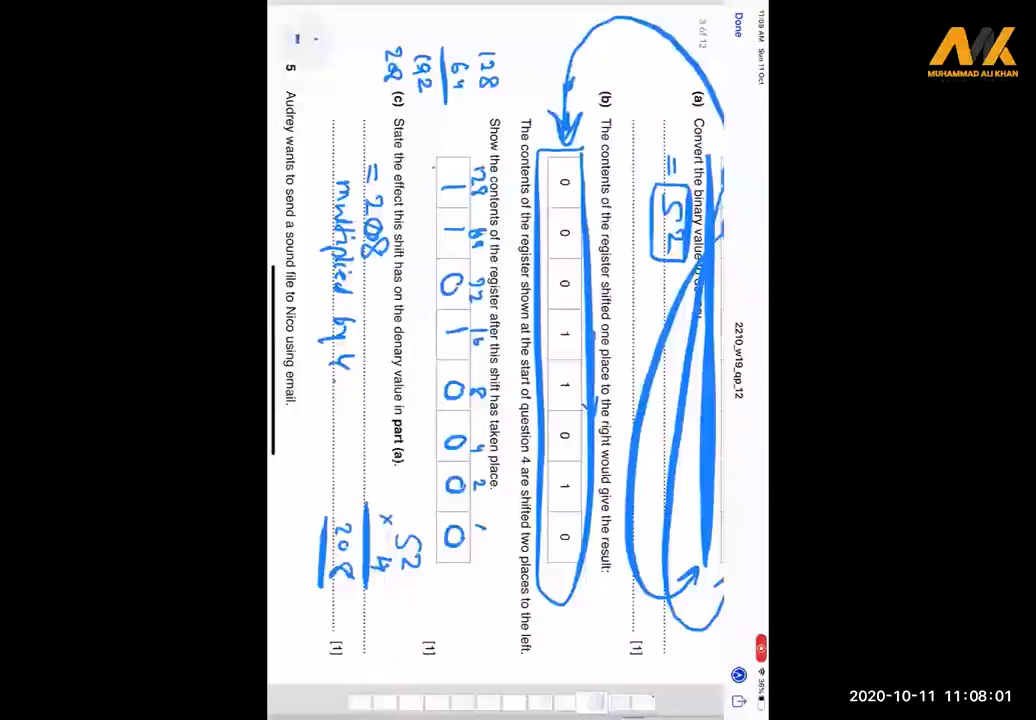 11:08 AM Sun 11 Oct
36%
Done
2210_w19_qp_12
3 of 12
(a) Convert the binary value to denary.
= 52
[1]
(b) The contents of the register shifted one place to the right would give the result:
0 0 0 1 1 0 1 0
The contents of the register shown at the start of question 4 are shifted two places to the left.
Show the contents of the register after this shift has taken place.
128 64 32 16 8 4 2 1
1 1 0 1 0 0 0 0
[1]
128
64
192
208
(c) State the effect this shift has on the denary value in part (a).
= 208
multiplied by 4
52
× 4
208
[1]
5 Audrey wants to send a sound file to Nico using email.
MUHAMMAD ALI KHAN
2020-10-11 11:08:01